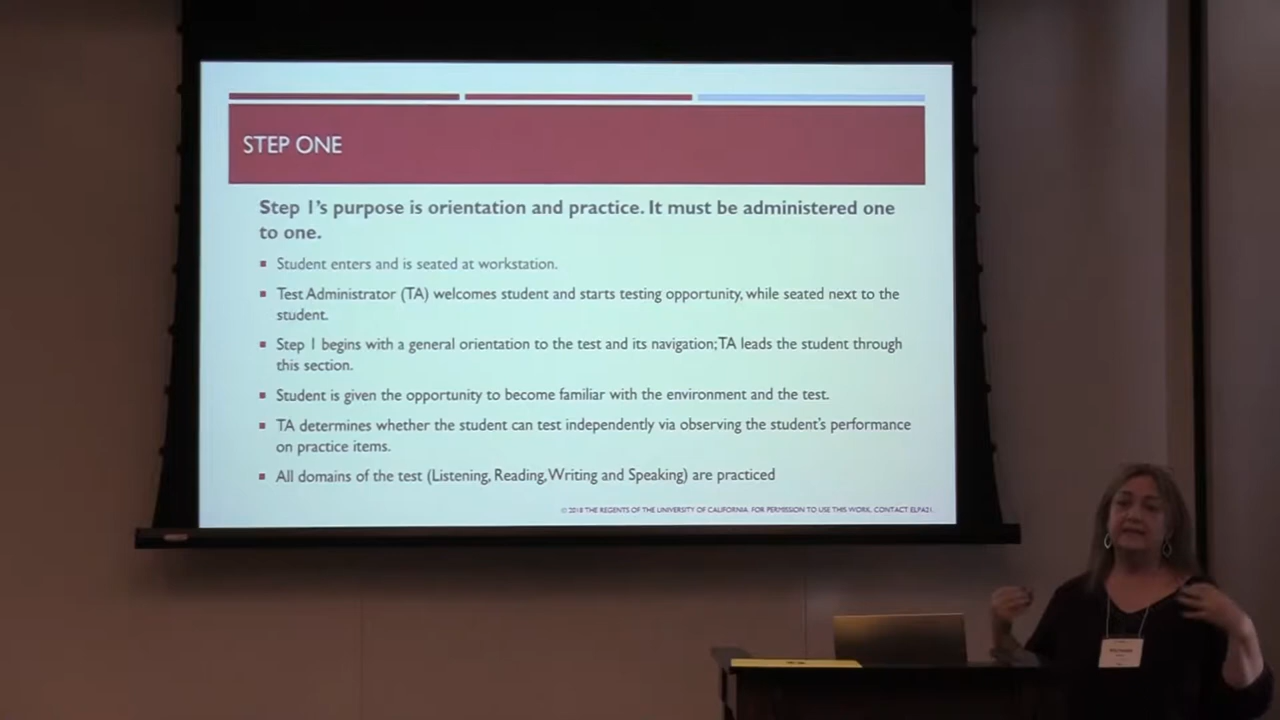 STEP ONE
Step 1's purpose is orientation and practice. It must be administered one
to one.
▪ Student enters and is seated at workstation.
▪ Test Administrator (TA) welcomes student and starts testing opportunity, while seated next to the
student.
▪ Step 1 begins with a general orientation to the test and its navigation; TA leads the student through
this section.
▪ Student is given the opportunity to become familiar with the environment and the test.
▪ TA determines whether the student can test independently via observing the student's performance
on practice items.
▪ All domains of the test (Listening, Reading, Writing and Speaking) are practiced
© 2018 THE REGENTS OF THE UNIVERSITY OF CALIFORNIA. FOR PERMISSION TO USE THIS WORK, CONTACT ELPA21.